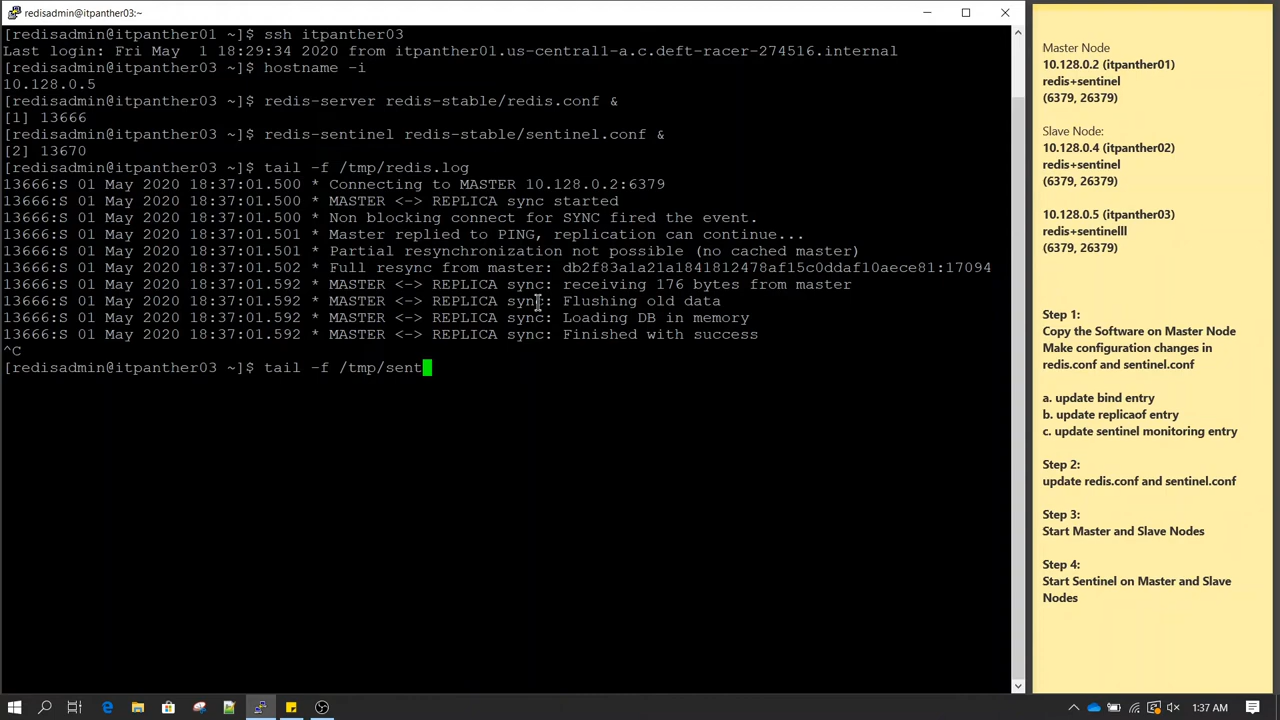 redisadmin@itpanther03:~
[redisadmin@itpanther01 ~]$ ssh itpanther03
Last login: Fri May  1 18:29:34 2020 from itpanther01.us-central1-a.c.deft-racer-274516.internal
[redisadmin@itpanther03 ~]$ hostname -i
10.128.0.5
[redisadmin@itpanther03 ~]$ redis-server redis-stable/redis.conf &
[1] 13666
[redisadmin@itpanther03 ~]$ redis-sentinel redis-stable/sentinel.conf &
[2] 13670
[redisadmin@itpanther03 ~]$ tail -f /tmp/redis.log
13666:S 01 May 2020 18:37:01.500 * Connecting to MASTER 10.128.0.2:6379
13666:S 01 May 2020 18:37:01.500 * MASTER <-> REPLICA sync started
13666:S 01 May 2020 18:37:01.500 * Non blocking connect for SYNC fired the event.
13666:S 01 May 2020 18:37:01.501 * Master replied to PING, replication can continue...
13666:S 01 May 2020 18:37:01.501 * Partial resynchronization not possible (no cached master)
13666:S 01 May 2020 18:37:01.502 * Full resync from master: db2f83a1a21a1841812478af15c0ddaf10aece81:17094
13666:S 01 May 2020 18:37:01.592 * MASTER <-> REPLICA sync: receiving 176 bytes from master
13666:S 01 May 2020 18:37:01.592 * MASTER <-> REPLICA sync: Flushing old data
13666:S 01 May 2020 18:37:01.592 * MASTER <-> REPLICA sync: Loading DB in memory
13666:S 01 May 2020 18:37:01.592 * MASTER <-> REPLICA sync: Finished with success
^C
[redisadmin@itpanther03 ~]$ tail -f /tmp/sent
Master Node
10.128.0.2 (itpanther01)
redis+sentinel
(6379, 26379)
Slave Node:
10.128.0.4 (itpanther02)
redis+sentinel
(6379, 26379)
10.128.0.5 (itpanther03)
redis+sentinelll
(6379, 26379)
Step 1:
Copy the Software on Master Node
Make configuration changes in
redis.conf and sentinel.conf
a. update bind entry
b. update replicaof entry
c. update sentinel monitoring entry
Step 2:
update redis.conf and sentinel.conf
Step 3:
Start Master and Slave Nodes
Step 4:
Start Sentinel on Master and Slave
Nodes
1:37 AM